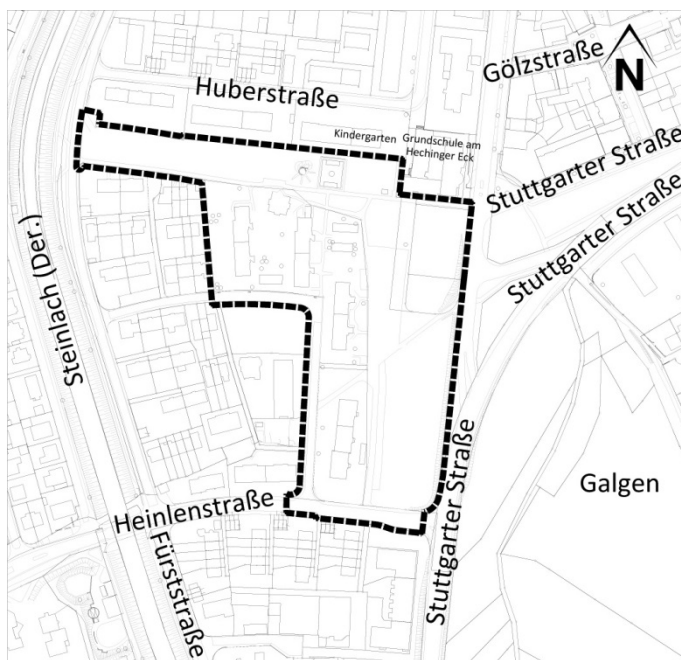 Gölzstraße
N
Huberstraße
Kindergarten
Grundschule am
Hechinger Eck
Stuttgarter Straße
Stuttgarter Straße
Steinlach (Der.)
Galgen
Heinlenstraße
Stuttgarter Straße
Fürststraße